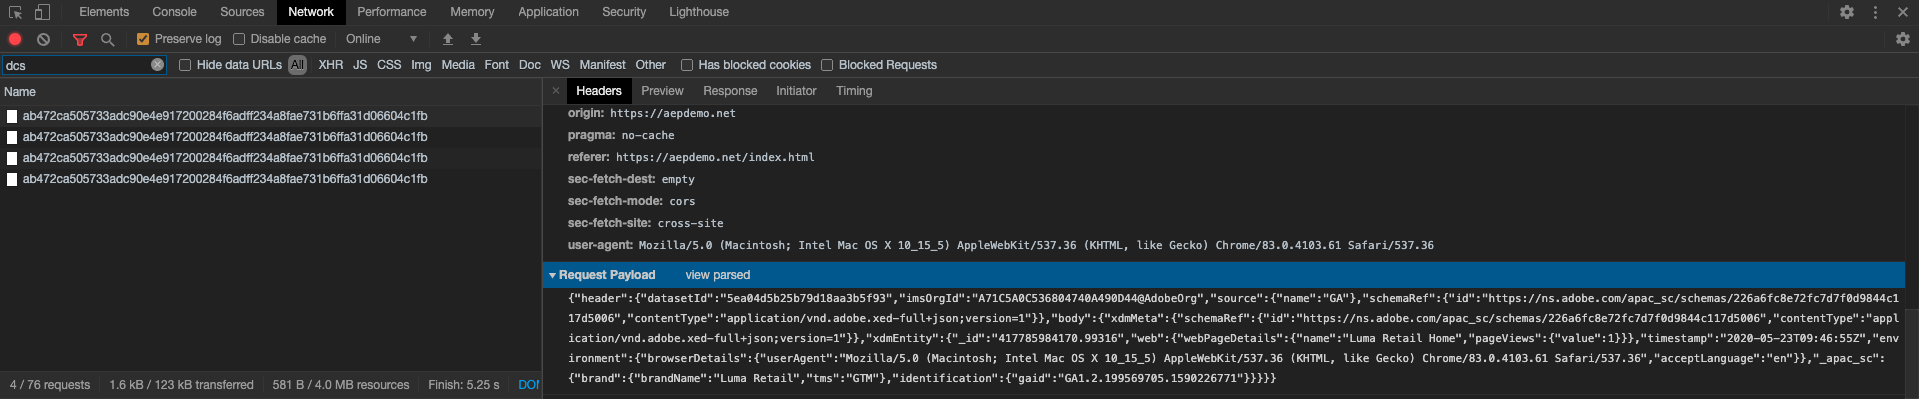 Elements Console Sources Network Performance Memory Application Security Lighthouse
Preserve log Disable cache Online
dcs Hide data URLs All XHR JS CSS Img Media Font Doc WS Manifest Other Has blocked cookies Blocked Requests
Name
ab472ca505733adc90e4e917200284f6adff234a8fae731b6ffa31d06604c1fb
ab472ca505733adc90e4e917200284f6adff234a8fae731b6ffa31d06604c1fb
ab472ca505733adc90e4e917200284f6adff234a8fae731b6ffa31d06604c1fb
ab472ca505733adc90e4e917200284f6adff234a8fae731b6ffa31d06604c1fb
4 / 76 requests 1.6 kB / 123 kB transferred 581 B / 4.0 MB resources Finish: 5.25 s DON
Headers Preview Response Initiator Timing
origin: https://aepdemo.net
pragma: no-cache
referer: https://aepdemo.net/index.html
sec-fetch-dest: empty
sec-fetch-mode: cors
sec-fetch-site: cross-site
user-agent: Mozilla/5.0 (Macintosh; Intel Mac OS X 10_15_5) AppleWebKit/537.36 (KHTML, like Gecko) Chrome/83.0.4103.61 Safari/537.36
Request Payload view parsed
{"header":{"datasetId":"5ea04d5b25b79d18aa3b5f93","imsOrgId":"A71C5A0C536804740A490D44@AdobeOrg","source":{"name":"GA"},"schemaRef":{"id":"https://ns.adobe.com/apac_sc/schemas/226a6fc8e72fc7d7f0d9844c1
17d5006","contentType":"application/vnd.adobe.xed-full+json;version=1"}},"body":{"xdmMeta":{"schemaRef":{"id":"https://ns.adobe.com/apac_sc/schemas/226a6fc8e72fc7d7f0d9844c117d5006","contentType":"appl
ication/vnd.adobe.xed-full+json;version=1"}},"xdmEntity":{"_id":"417785984170.99316","web":{"webPageDetails":{"name":"Luma Retail Home","pageViews":{"value":1}}},"timestamp":"2020-05-23T09:46:55Z","env
ironment":{"browserDetails":{"userAgent":"Mozilla/5.0 (Macintosh; Intel Mac OS X 10_15_5) AppleWebKit/537.36 (KHTML, like Gecko) Chrome/83.0.4103.61 Safari/537.36","acceptLanguage":"en"}},"_apac_sc":
{"brand":{"brandName":"Luma Retail","tms":"GTM"},"identification":{"gaid":"GA1.2.199569705.1590226771"}}}}}